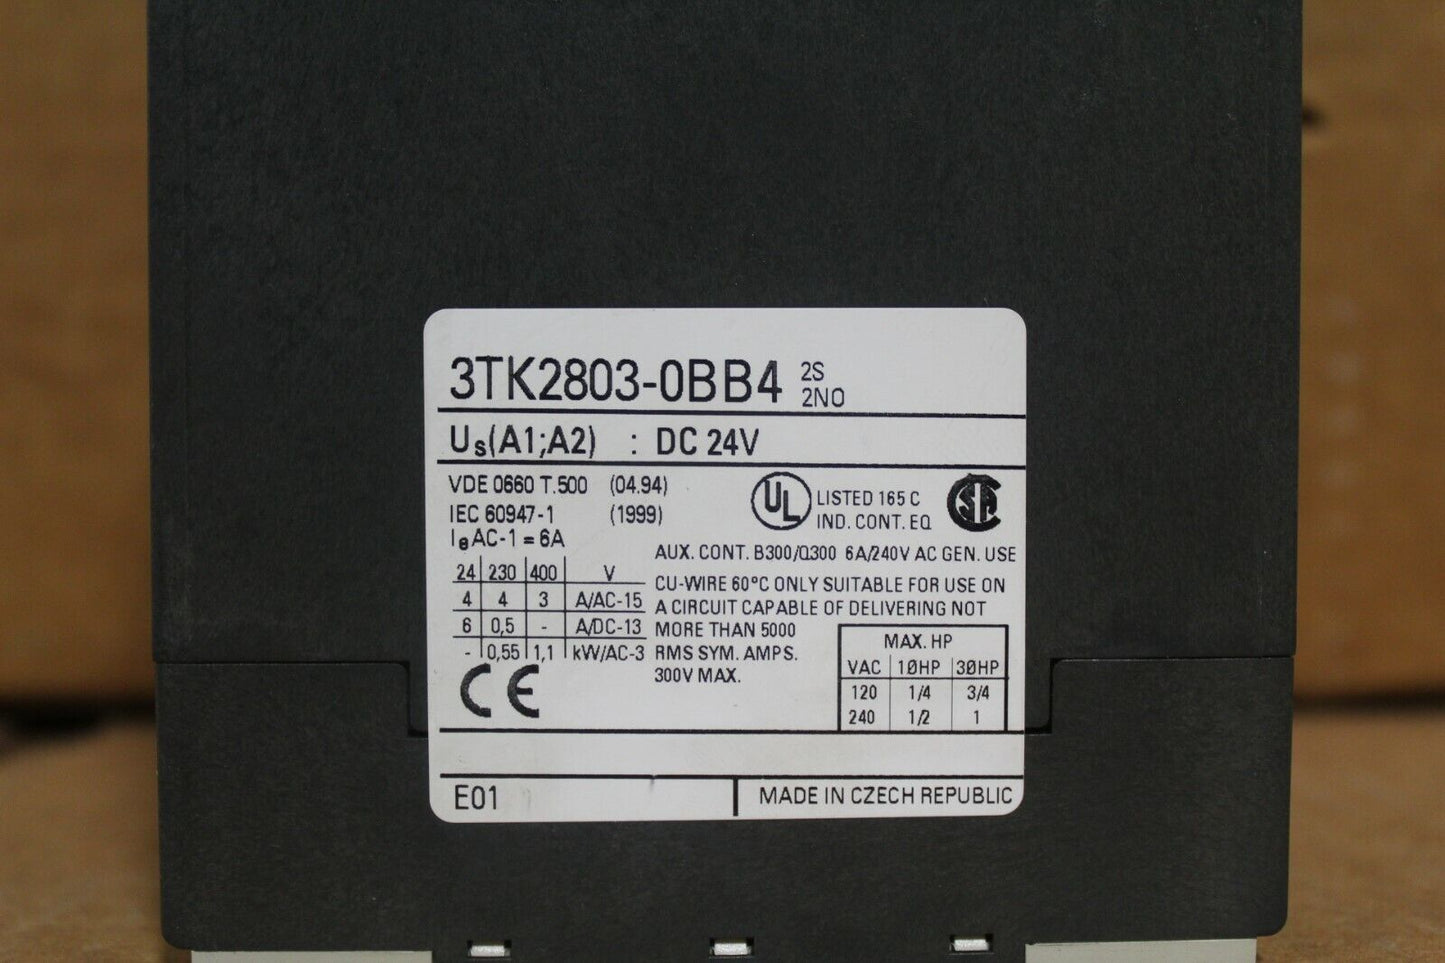 3TK2803-0BB4 2S
2NO
Us(A1;A2) : DC 24V
VDE 0660 T.500 (04.94)
IEC 60947-1 (1999)
IeAC-1 = 6A
UL LISTED 165 C
IND. CONT. EQ
SA
AUX. CONT. B300/Q300 6A/240V AC GEN. USE
24 230 400 V
4 4 3 A/AC-15
6 0,5 - A/DC-13
- 0,55 1,1 kW/AC-3
CU-WIRE 60°C ONLY SUITABLE FOR USE ON
A CIRCUIT CAPABLE OF DELIVERING NOT
MORE THAN 5000
RMS SYM. AMPS.
300V MAX.
MAX. HP
VAC 1ØHP 3ØHP
120 1/4 3/4
240 1/2 1
CE
E01
MADE IN CZECH REPUBLIC